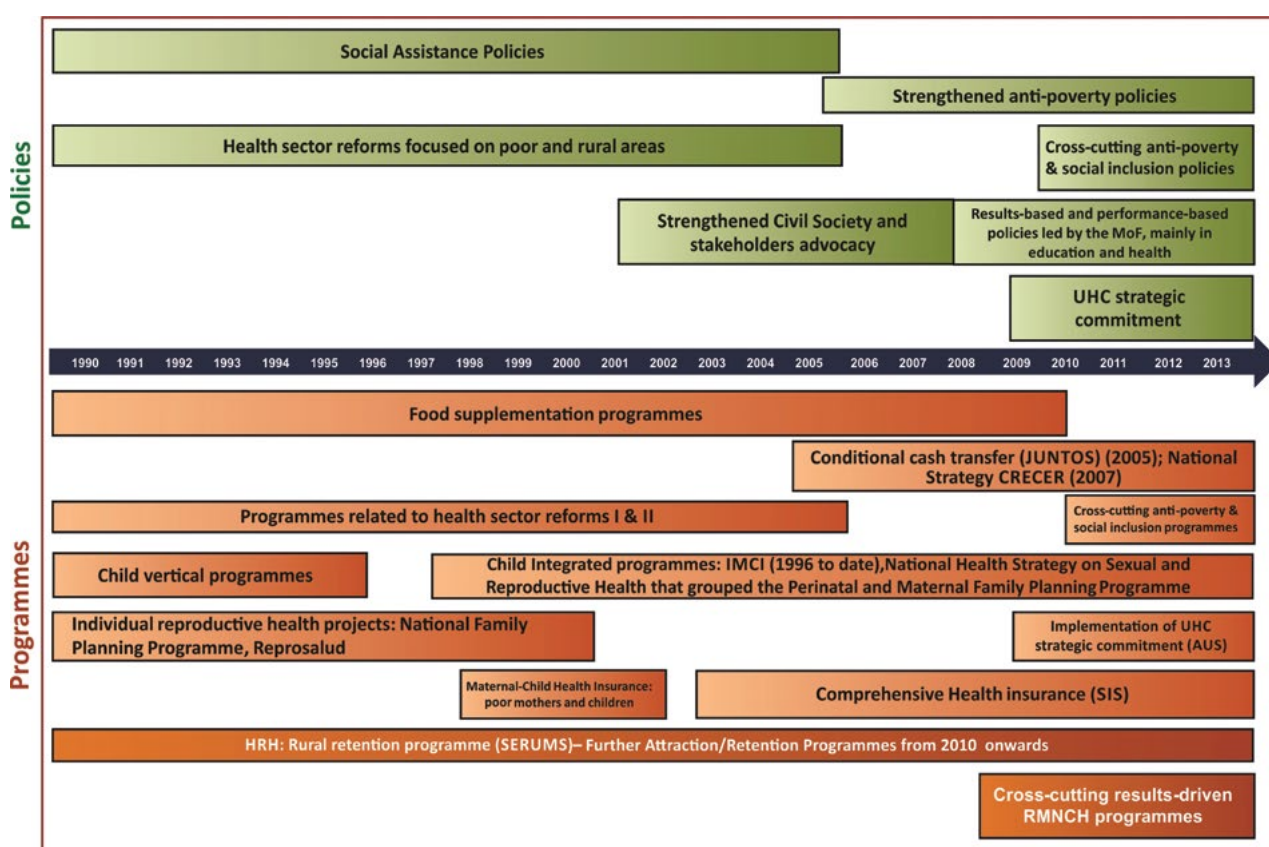 Policies
Social Assistance Policies
Strengthened anti-poverty policies
Health sector reforms focused on poor and rural areas
Cross-cutting anti-poverty
& social inclusion policies
Strengthened Civil Society and
stakeholders advocacy
Results-based and performance-based
policies led by the MoF, mainly in
education and health
UHC strategic
commitment
1990 1991 1992 1993 1994 1995 1996 1997 1998 1999 2000 2001 2002 2003 2004 2005 2006 2007 2008 2009 2010 2011 2012 2013
Programmes
Food supplementation programmes
Conditional cash transfer (JUNTOS) (2005); National
Strategy CRECER (2007)
Programmes related to health sector reforms I & II
Cross-cutting anti-poverty &
social inclusion programmes
Child vertical programmes
Child Integrated programmes: IMCI (1996 to date),National Health Strategy on Sexual and
Reproductive Health that grouped the Perinatal and Maternal Family Planning Programme
Individual reproductive health projects: National Family
Planning Programme, Reprosalud
Implementation of UHC
strategic commitment (AUS)
Maternal-Child Health Insurance:
poor mothers and children
Comprehensive Health insurance (SIS)
HRH: Rural retention programme (SERUMS)– Further Attraction/Retention Programmes from 2010 onwards
Cross-cutting results-driven
RMNCH programmes